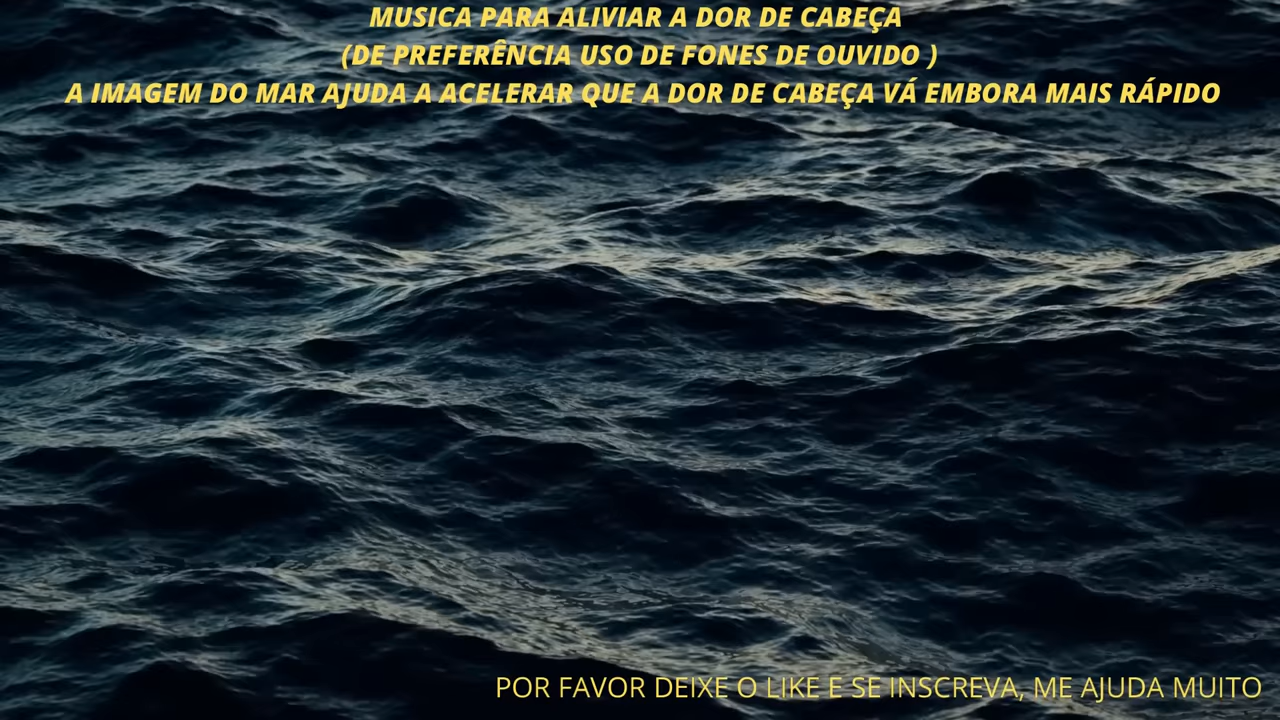 MUSICA PARA ALIVIAR A DOR DE CABEÇA
(DE PREFERÊNCIA USO DE FONES DE OUVIDO )
A IMAGEM DO MAR AJUDA A ACELERAR QUE A DOR DE CABEÇA VÁ EMBORA MAIS RÁPIDO
POR FAVOR DEIXE O LIKE E SE INSCREVA, ME AJUDA MUITO